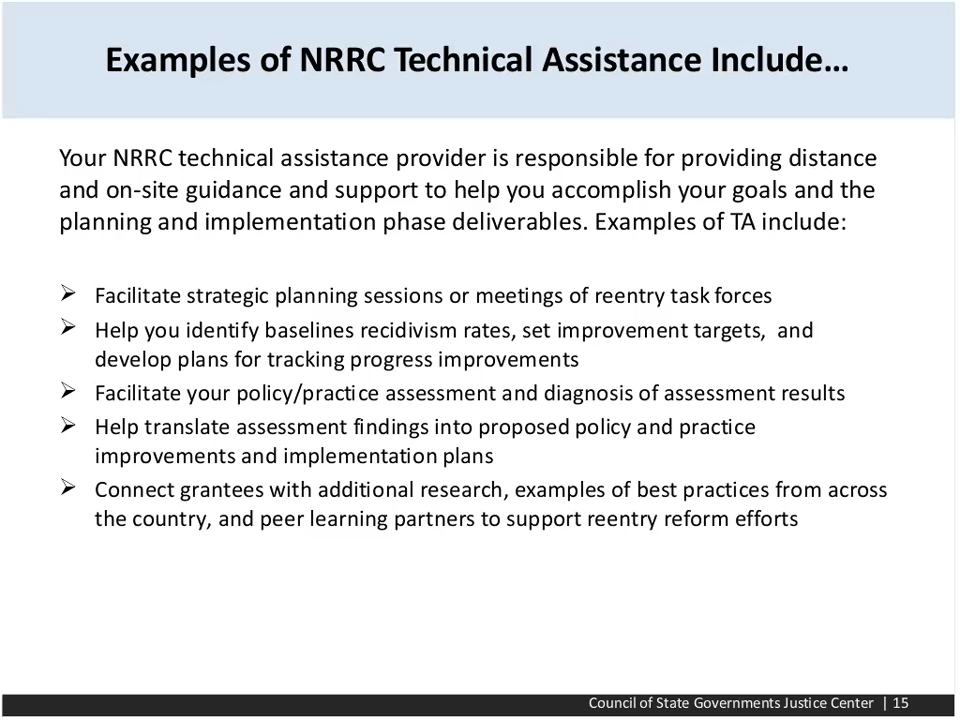 Examples of NRRC Technical Assistance Include…
Your NRRC technical assistance provider is responsible for providing distance
and on-site guidance and support to help you accomplish your goals and the
planning and implementation phase deliverables. Examples of TA include:
➢ Facilitate strategic planning sessions or meetings of reentry task forces
➢ Help you identify baselines recidivism rates, set improvement targets,  and
develop plans for tracking progress improvements
➢ Facilitate your policy/practice assessment and diagnosis of assessment results
➢ Help translate assessment findings into proposed policy and practice
improvements and implementation plans
➢ Connect grantees with additional research, examples of best practices from across
the country, and peer learning partners to support reentry reform efforts
Council of State Governments Justice Center | 15